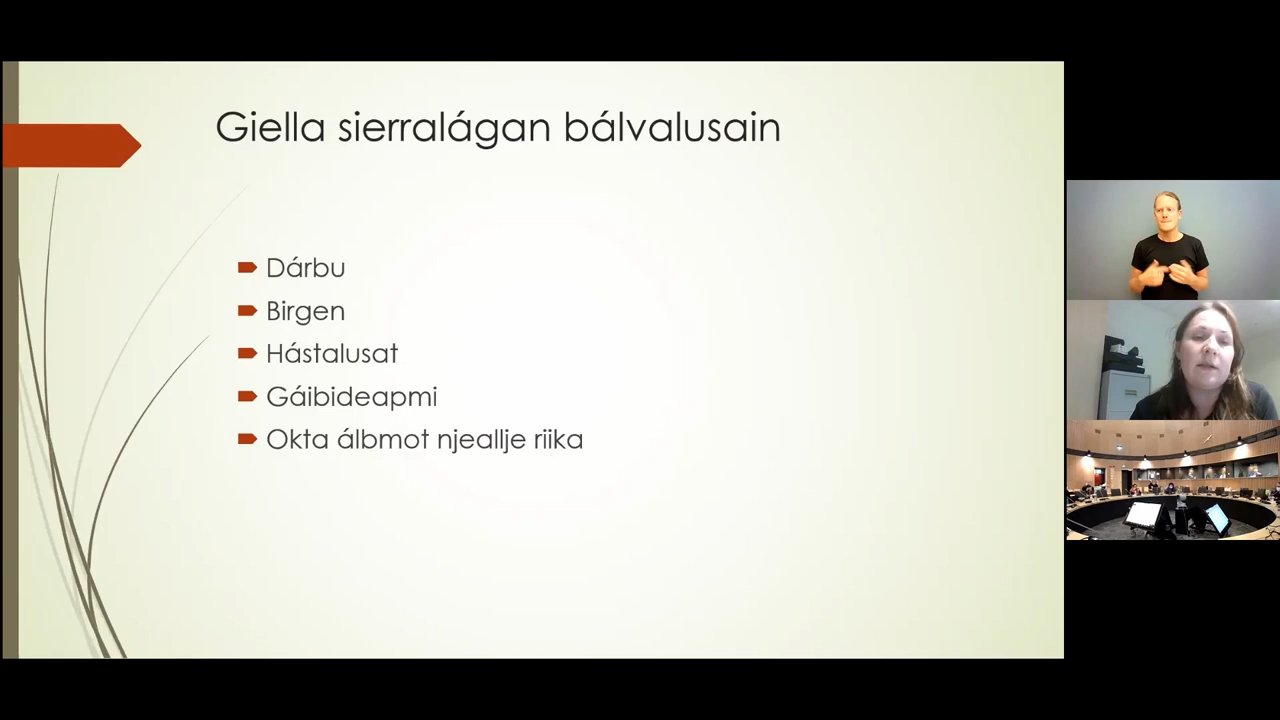 Giella sierralágan bálvalusain
Dárbu
Birgen
Hástalusat
Gáibideapmi
Okta álbmot njeallje riika